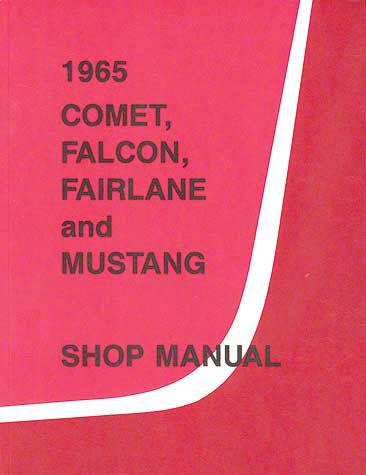 1965
COMET,
FALCON,
FAIRLANE
and
MUSTANG
SHOP MANUAL